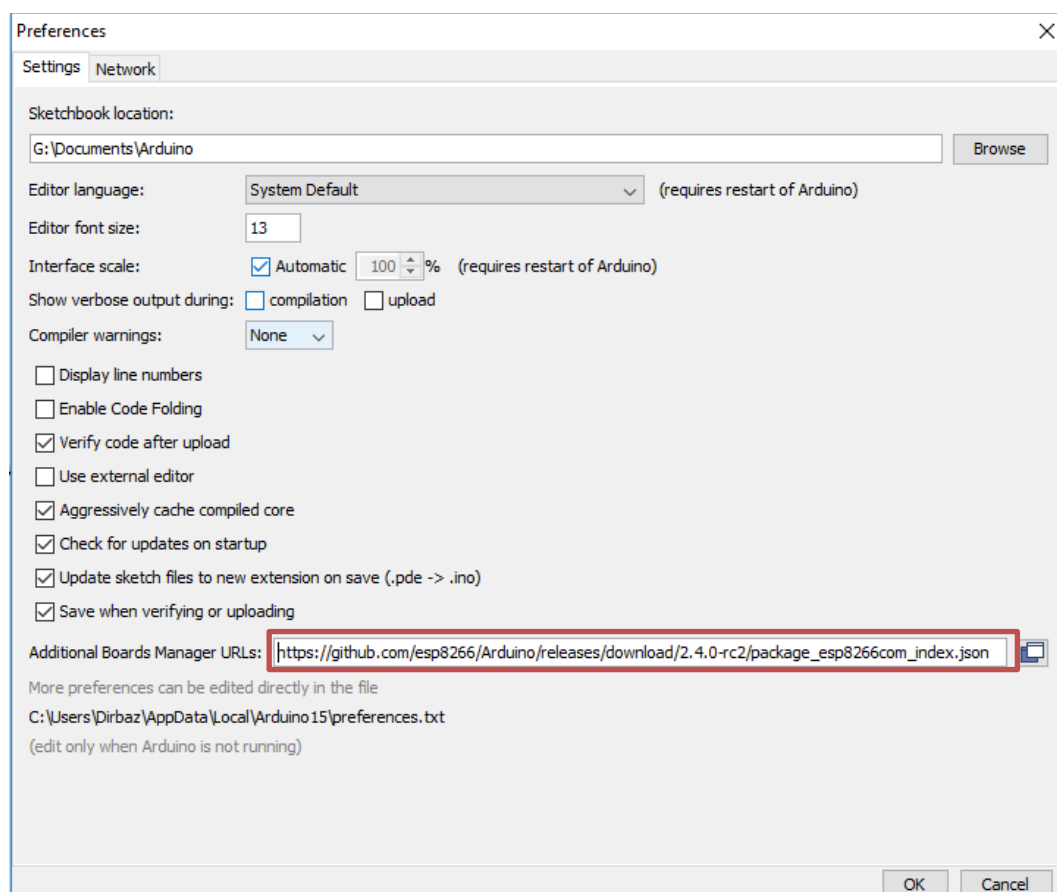 Preferences
Settings Network
Sketchbook location:
G:\Documents\Arduino Browse
Editor language: System Default (requires restart of Arduino)
Editor font size: 13
Interface scale: Automatic 100 % (requires restart of Arduino)
Show verbose output during: compilation upload
Compiler warnings: None
Display line numbers
Enable Code Folding
Verify code after upload
Use external editor
Aggressively cache compiled core
Check for updates on startup
Update sketch files to new extension on save (.pde -> .ino)
Save when verifying or uploading
Additional Boards Manager URLs: https://github.com/esp8266/Arduino/releases/download/2.4.0-rc2/package_esp8266com_index.json
More preferences can be edited directly in the file
C:\Users\Dirbaz\AppData\Local\Arduino15\preferences.txt
(edit only when Arduino is not running)
OK Cancel